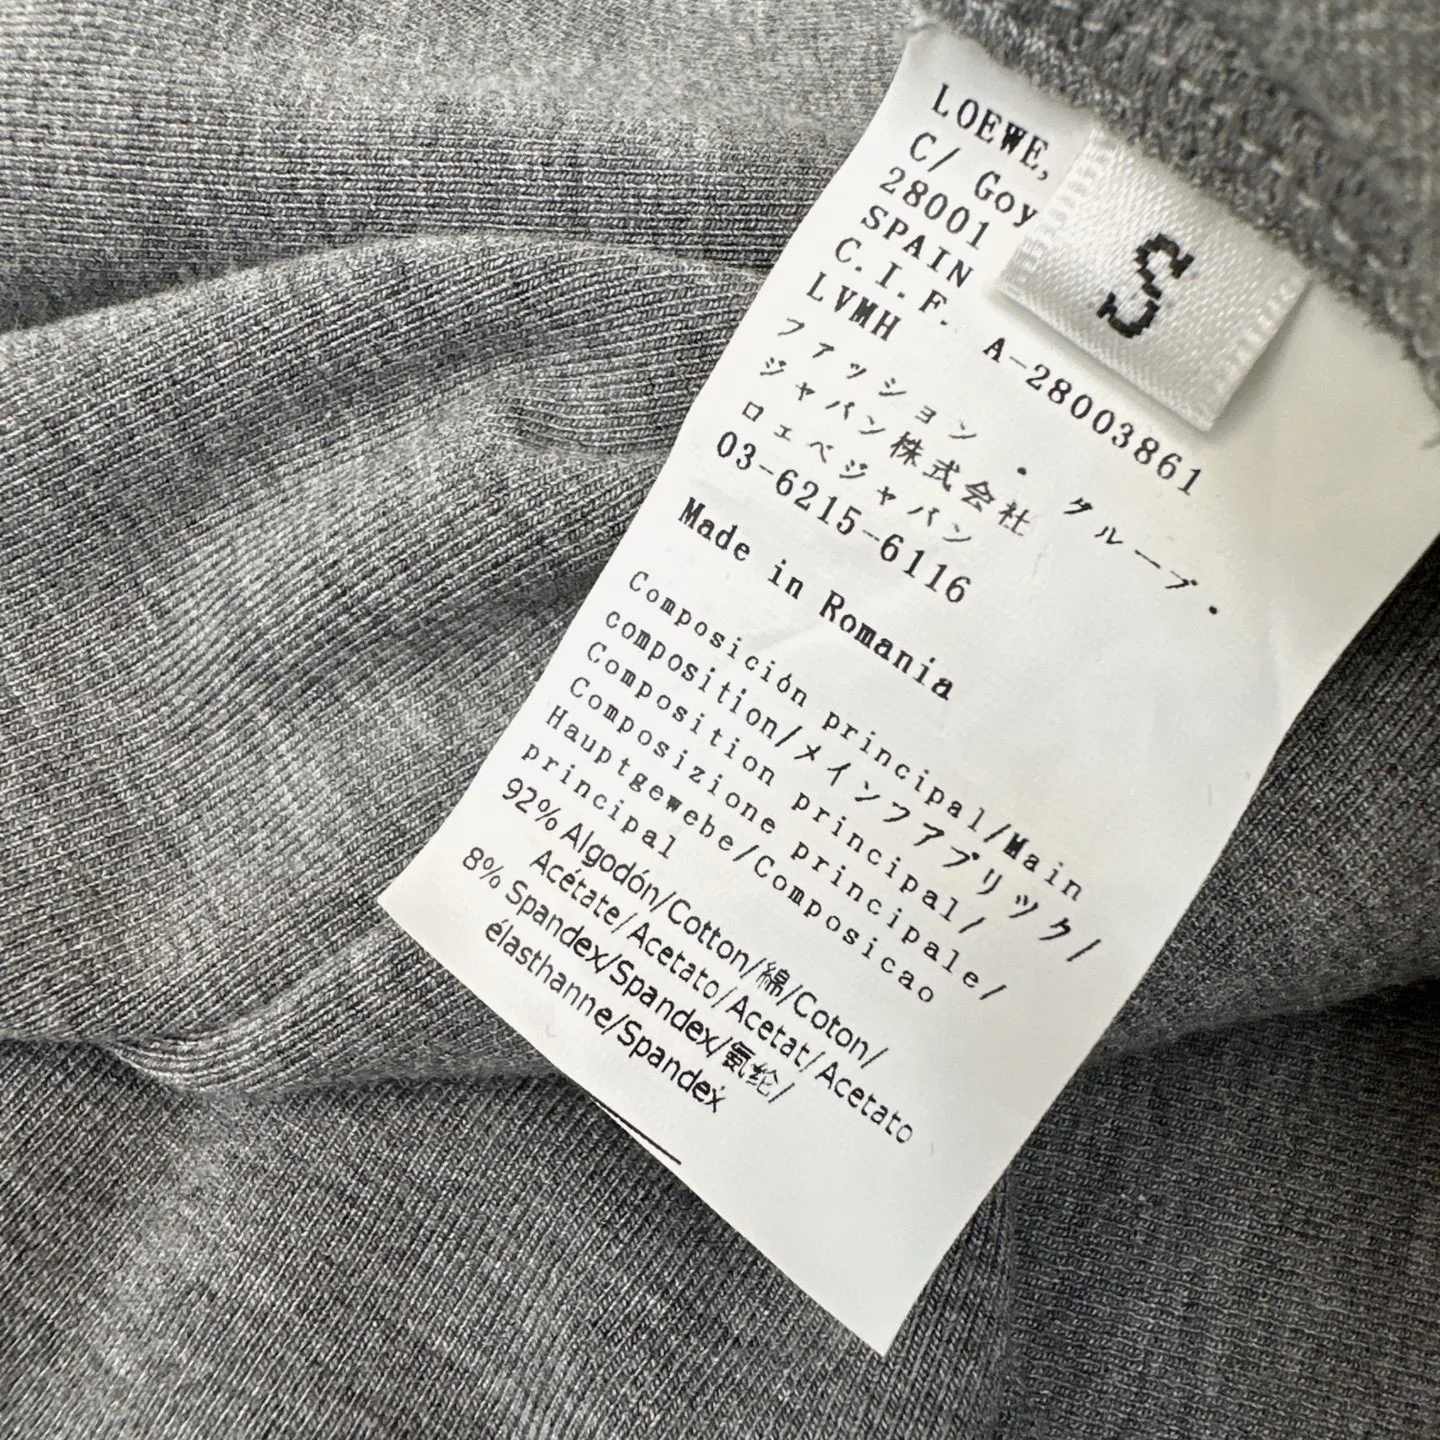 LOEWE,
C/ Goy
28001
SPAIN
C.I.F. A-28003861
LVMH
ファッション・グループ・
ジャパン株式会社
ロエベジャパン
03-6215-6116
Made in Romania
Composición principal/Main
composition/メインファブリック/
Composition principal/
Composizione principale/
Hauptgewebe/Composicao
principal
92% Algodón/Cotton/綿/Coton/
Acétate/Acetato/Acetat/Acetato
8% Spandex/Spandex/氨纶/
élasthanne/Spandex
S